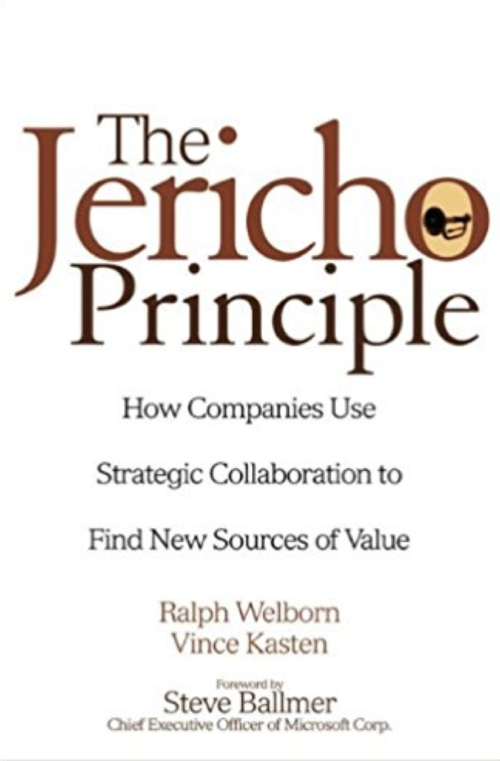 The
Jericho
Principle
How Companies Use
Strategic Collaboration to
Find New Sources of Value
Ralph Welborn
Vince Kasten
Foreword by
Steve Ballmer
Chief Executive Officer of Microsoft Corp.